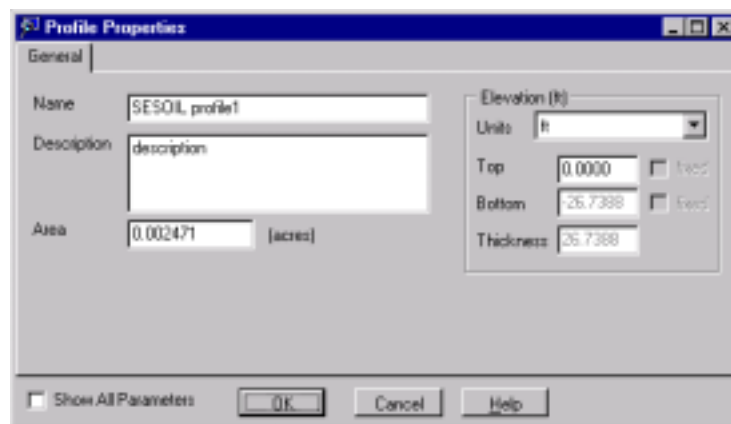 Profile Properties
General
Name
SESOIL profile1
Description
description
Area
0.002471
(acres)
Elevation (ft)
Units
ft
Top
0.0000
fixed
Bottom
-26.7388
fixed
Thickness
26.7388
Show All Parameters
OK
Cancel
Help